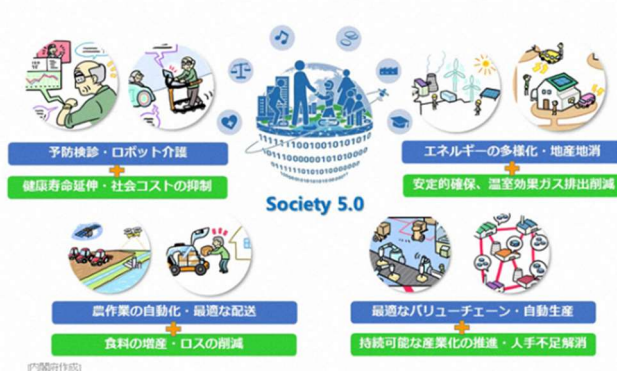 予防検診・ロボット介護
健康寿命延伸・社会コストの抑制
エネルギーの多様化・地産地消
安定的確保、温室効果ガス排出削減
Society 5.0
農作業の自動化・最適な配送
食料の増産・ロスの削減
最適なバリューチェーン・自動生産
持続可能な産業化の推進・人手不足解消
[内閣府作成]